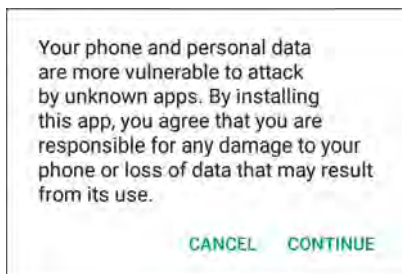 Your phone and personal data
are more vulnerable to attack
by unknown apps. By installing
this app, you agree that you are
responsible for any damage to your
phone or loss of data that may result
from its use.
CANCEL CONTINUE